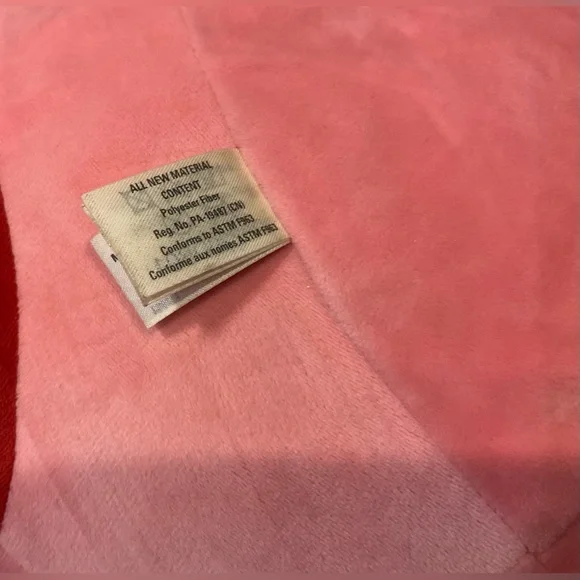 ALL NEW MATERIAL
CONTENT
Polyester Fiber
Reg. No. PA-19487 (CN)
Conforms to ASTM F963
Conforme aux normes ASTM F963